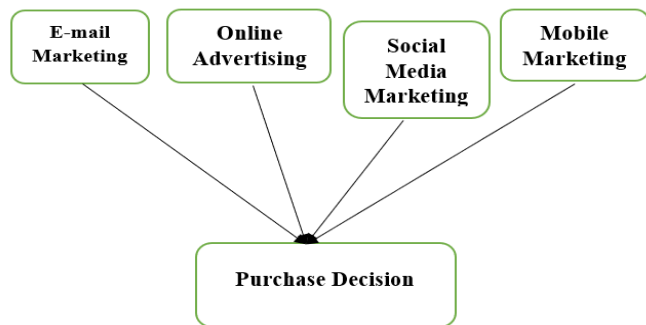 E-mail
Marketing
Online
Advertising
Social
Media
Marketing
Mobile
Marketing
Purchase Decision